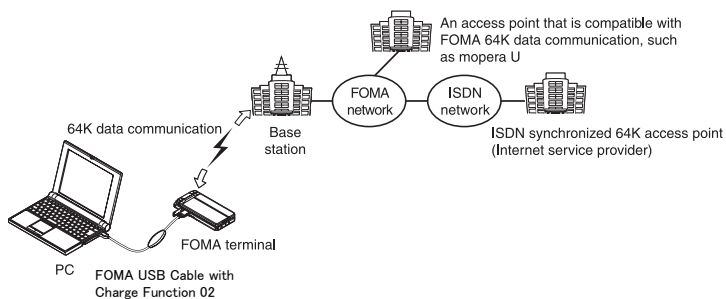 An access point that is compatible with
FOMA 64K data communication, such
as mopera U
FOMA
network
ISDN
network
64K data communication
Base
station
ISDN synchronized 64K access point
(Internet service provider)
FOMA terminal
PC
FOMA USB Cable with
Charge Function 02